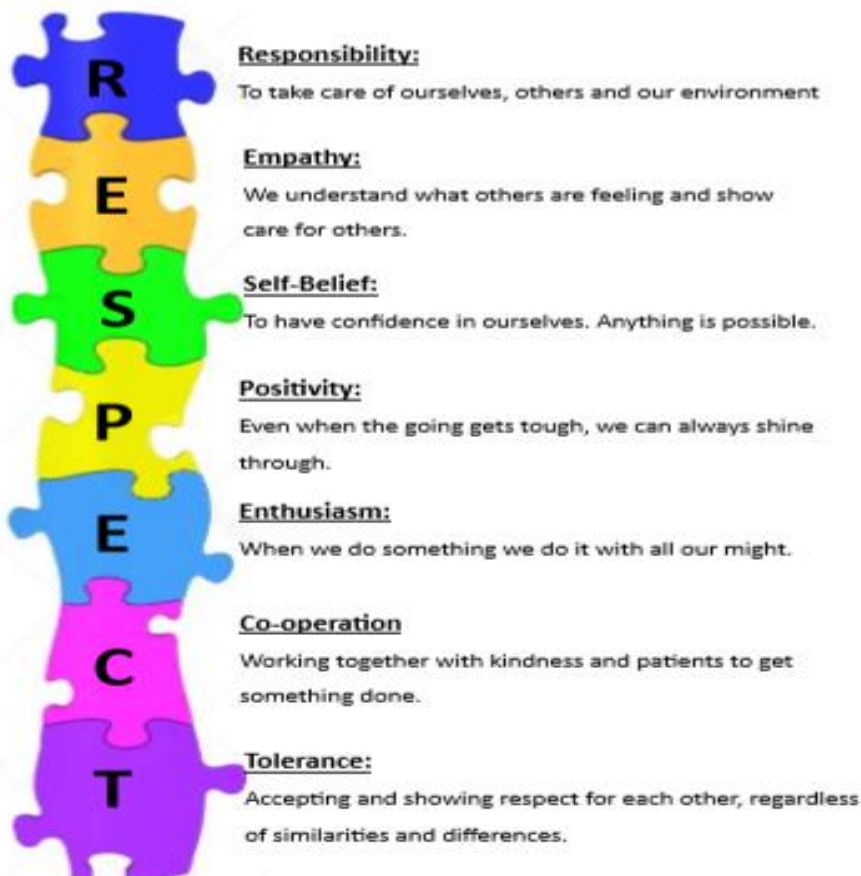 R
Responsibility:
To take care of ourselves, others and our environment
E
Empathy:
We understand what others are feeling and show
care for others.
S
Self-Belief:
To have confidence in ourselves. Anything is possible.
P
Positivity:
Even when the going gets tough, we can always shine
through.
E
Enthusiasm:
When we do something we do it with all our might.
C
Co-operation
Working together with kindness and patients to get
something done.
T
Tolerance:
Accepting and showing respect for each other, regardless
of similarities and differences.